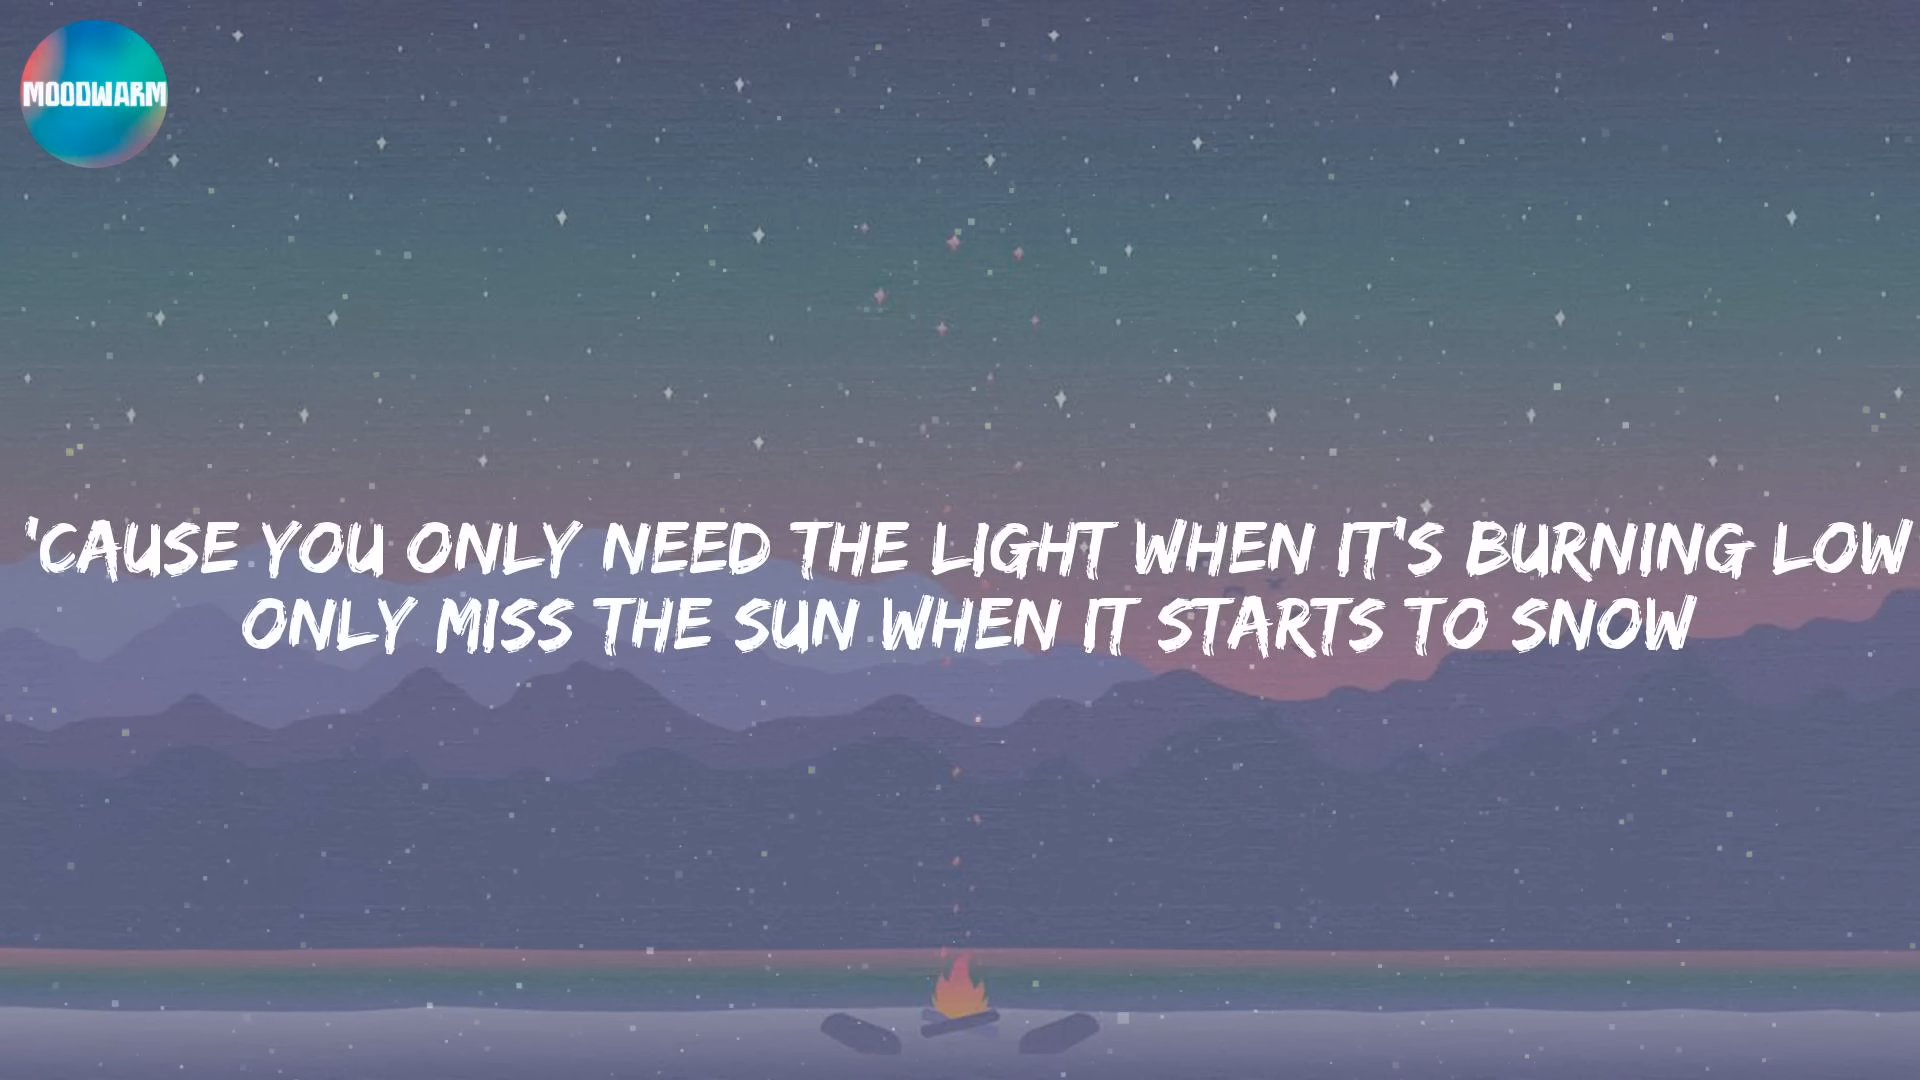 MOODWARM
'CAUSE YOU ONLY NEED THE LIGHT WHEN IT'S BURNING LOW
ONLY MISS THE SUN WHEN IT STARTS TO SNOW